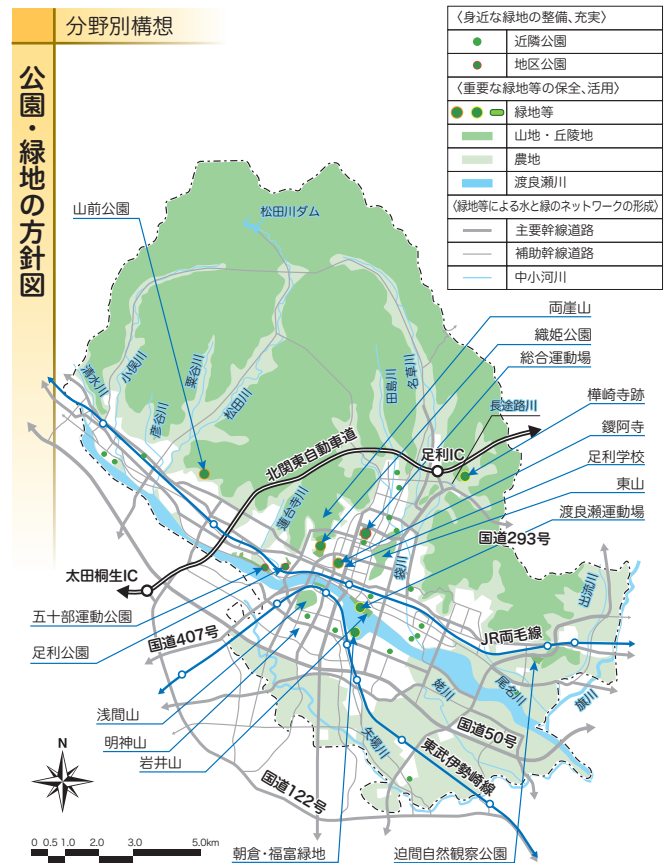 分野別構想
公園・緑地の方針図
〈身近な緑地の整備、充実〉
近隣公園
地区公園
〈重要な緑地等の保全、活用〉
緑地等
山地・丘陵地
農地
渡良瀬川
〈緑地等による水と緑のネットワークの形成〉
主要幹線道路
補助幹線道路
中小河川
山前公園
松田川ダム
両崖山
織姫公園
総合運動場
清水川
小俣川
彦谷川
粟谷川
松田川
田島川
名草川
長途路川
樺崎寺跡
鑁阿寺
足利学校
東山
渡良瀬運動場
北関東自動車道
足利IC
蓮台寺川
袋川
国道293号
太田桐生IC
出流川
五十部運動公園
国道407号
JR両毛線
足利公園
姥川
尾名川
旗川
浅間山
国道50号
明神山
矢場川
岩井山
東武伊勢崎線
国道122号
N
0 0.5 1.0 2.0 3.0 5.0km
朝倉・福富緑地
迫間自然観察公園